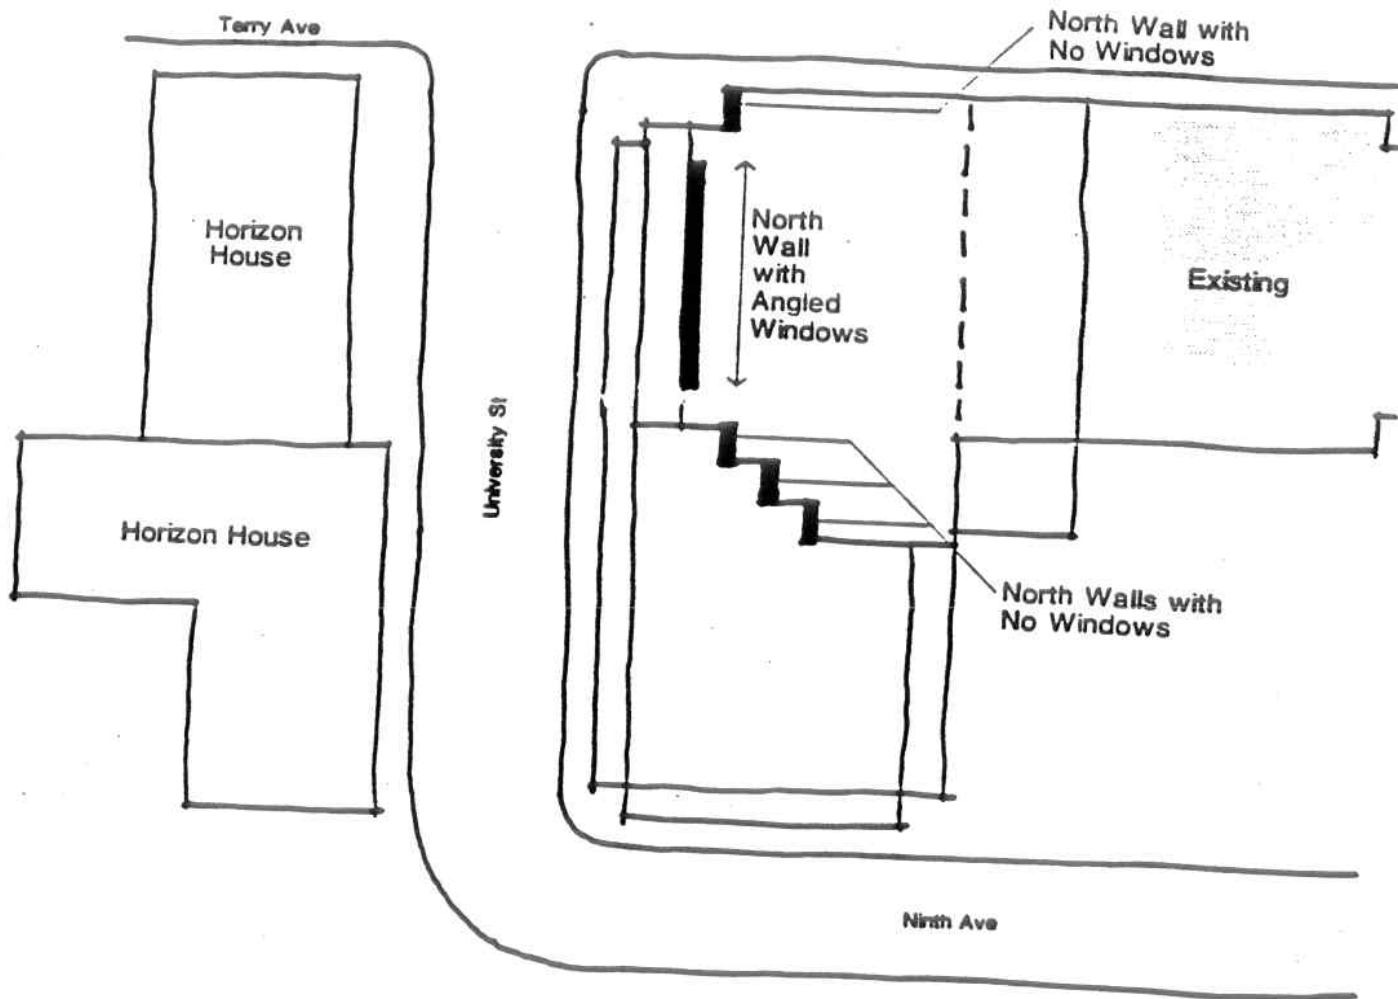 Terry Ave
North Wall with
No Windows
Horizon
House
North
Wall
with
Angled
Windows
Existing
University St
Horizon House
North Walls with
No Windows
Ninth Ave